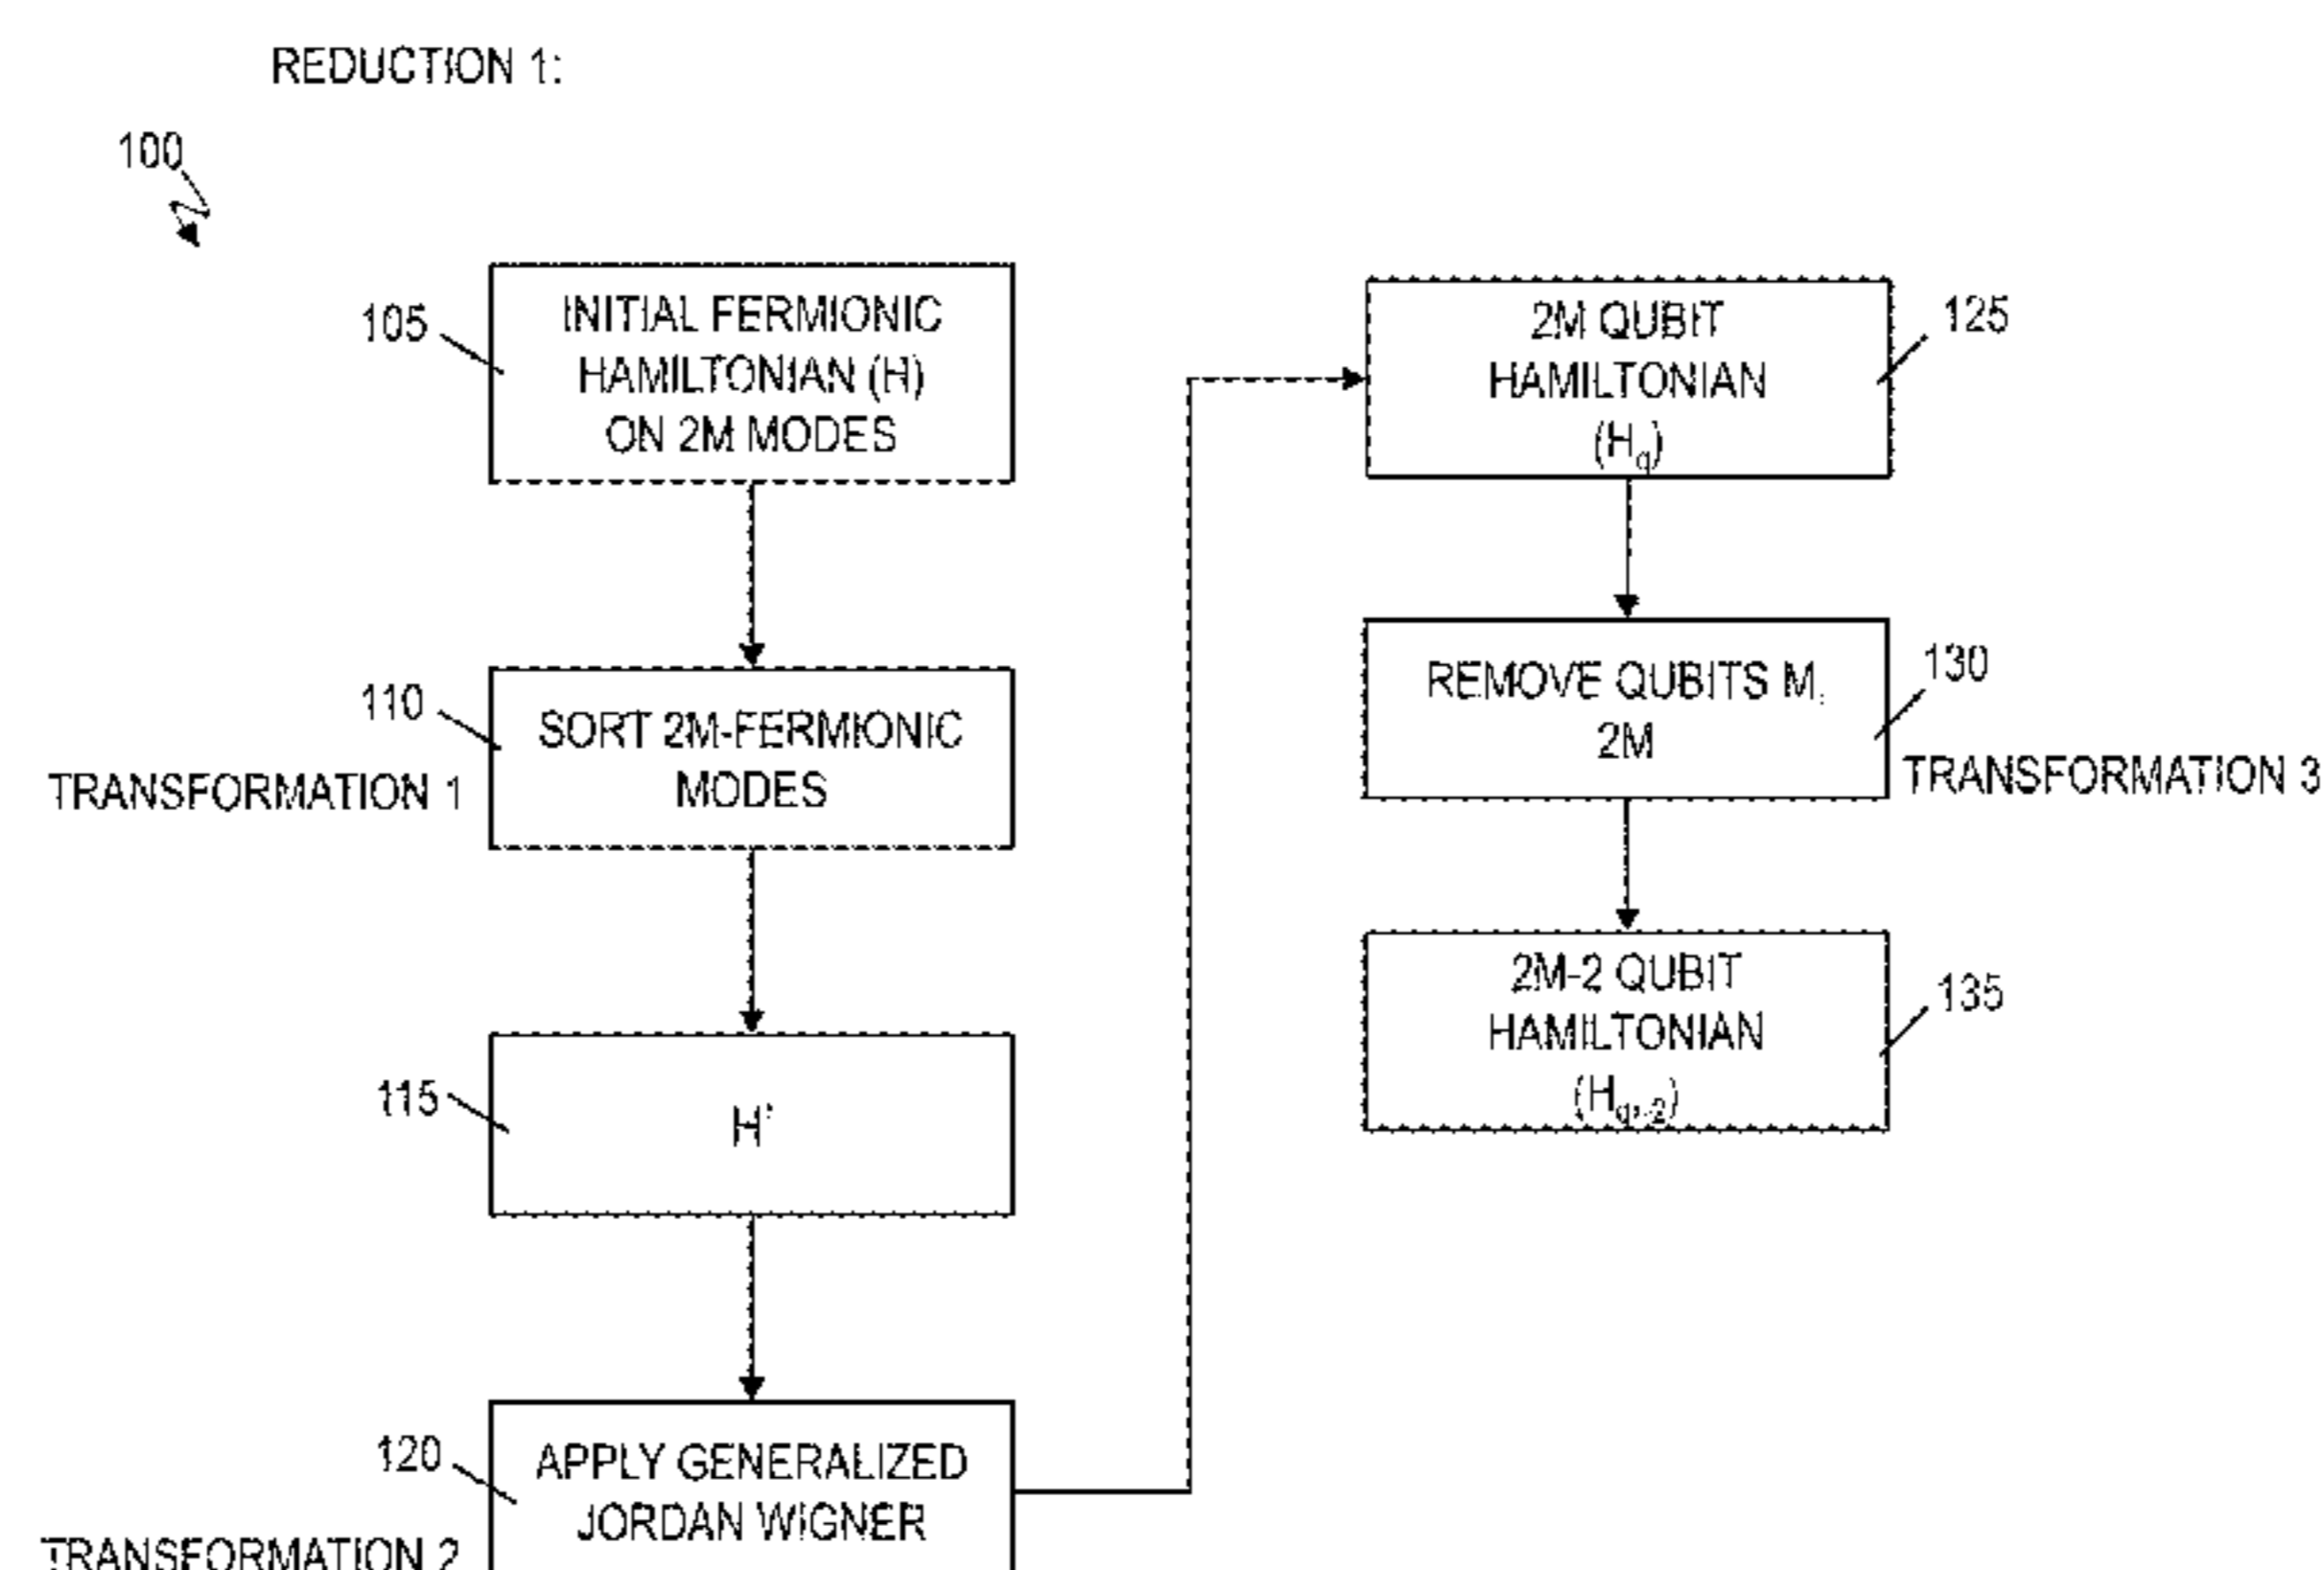 REDUCTION 1:
100
105
INITIAL FERMIONIC
HAMILTONIAN (H)
ON 2M MODES
110
SORT 2M-FERMIONIC
MODES
TRANSFORMATION 1
115
H'
120
APPLY GENERALIZED
JORDAN WIGNER
TRANSFORMATION 2
2M QUBIT
HAMILTONIAN
(Hq)
125
REMOVE QUBITS M,
2M
130
TRANSFORMATION 3
2M-2 QUBIT
HAMILTONIAN
135